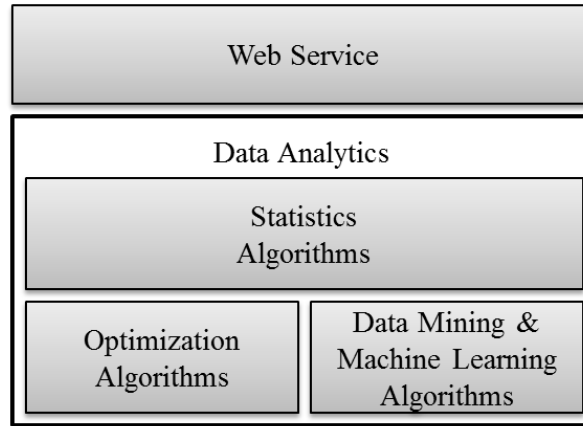 Web Service
Data Analytics
Statistics
Algorithms
Optimization
Algorithms
Data Mining &
Machine Learning
Algorithms